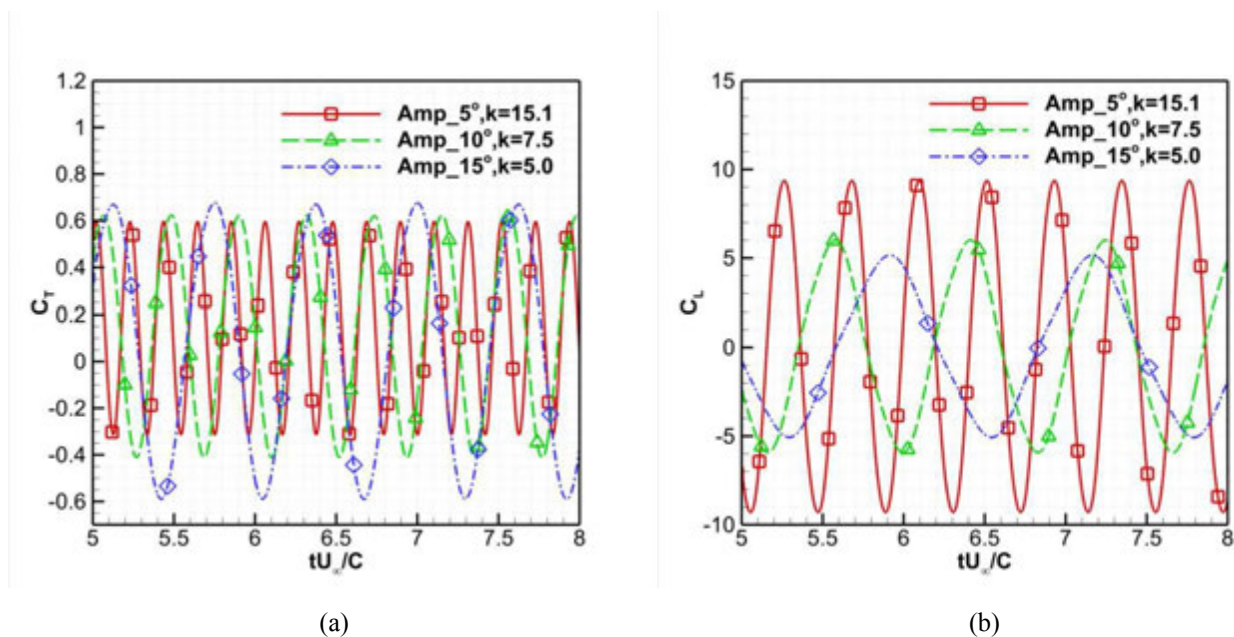 1.2
1
0.8
0.6
0.4
0.2
0
-0.2
-0.4
-0.6
C_T
Amp_5°,k=15.1
Amp_10°,k=7.5
Amp_15°,k=5.0
5 5.5 6 6.5 7 7.5 8
tU_∞/C
(a)
15
10
5
0
-5
-10
C_L
Amp_5°,k=15.1
Amp_10°,k=7.5
Amp_15°,k=5.0
5 5.5 6 6.5 7 7.5 8
tU_∞/C
(b)